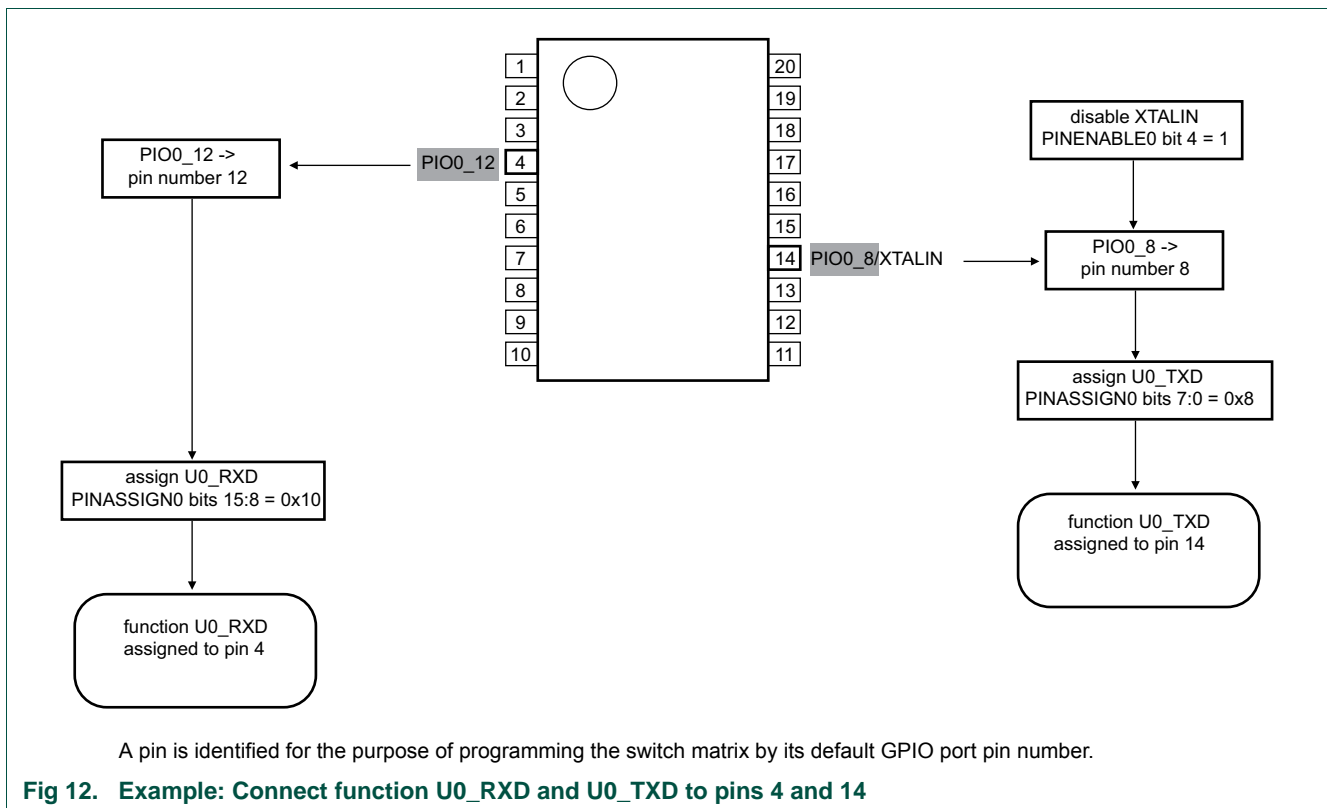 1
2
3
4
5
6
7
8
9
10
20
19
18
17
16
15
14
13
12
11
PIO0_12
PIO0_12 ->
pin number 12
assign U0_RXD
PINASSIGN0 bits 15:8 = 0x10
function U0_RXD
assigned to pin 4
PIO0_8/XTALIN
disable XTALIN
PINENABLE0 bit 4 = 1
PIO0_8 ->
pin number 8
assign U0_TXD
PINASSIGN0 bits 7:0 = 0x8
function U0_TXD
assigned to pin 14
A pin is identified for the purpose of programming the switch matrix by its default GPIO port pin number.
Fig 12. Example: Connect function U0_RXD and U0_TXD to pins 4 and 14